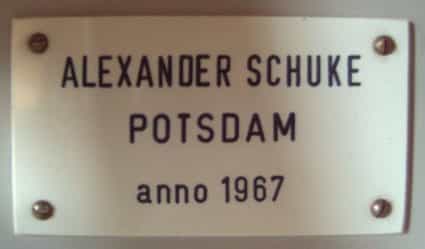 ALEXANDER SCHUKE
POTSDAM
anno 1967